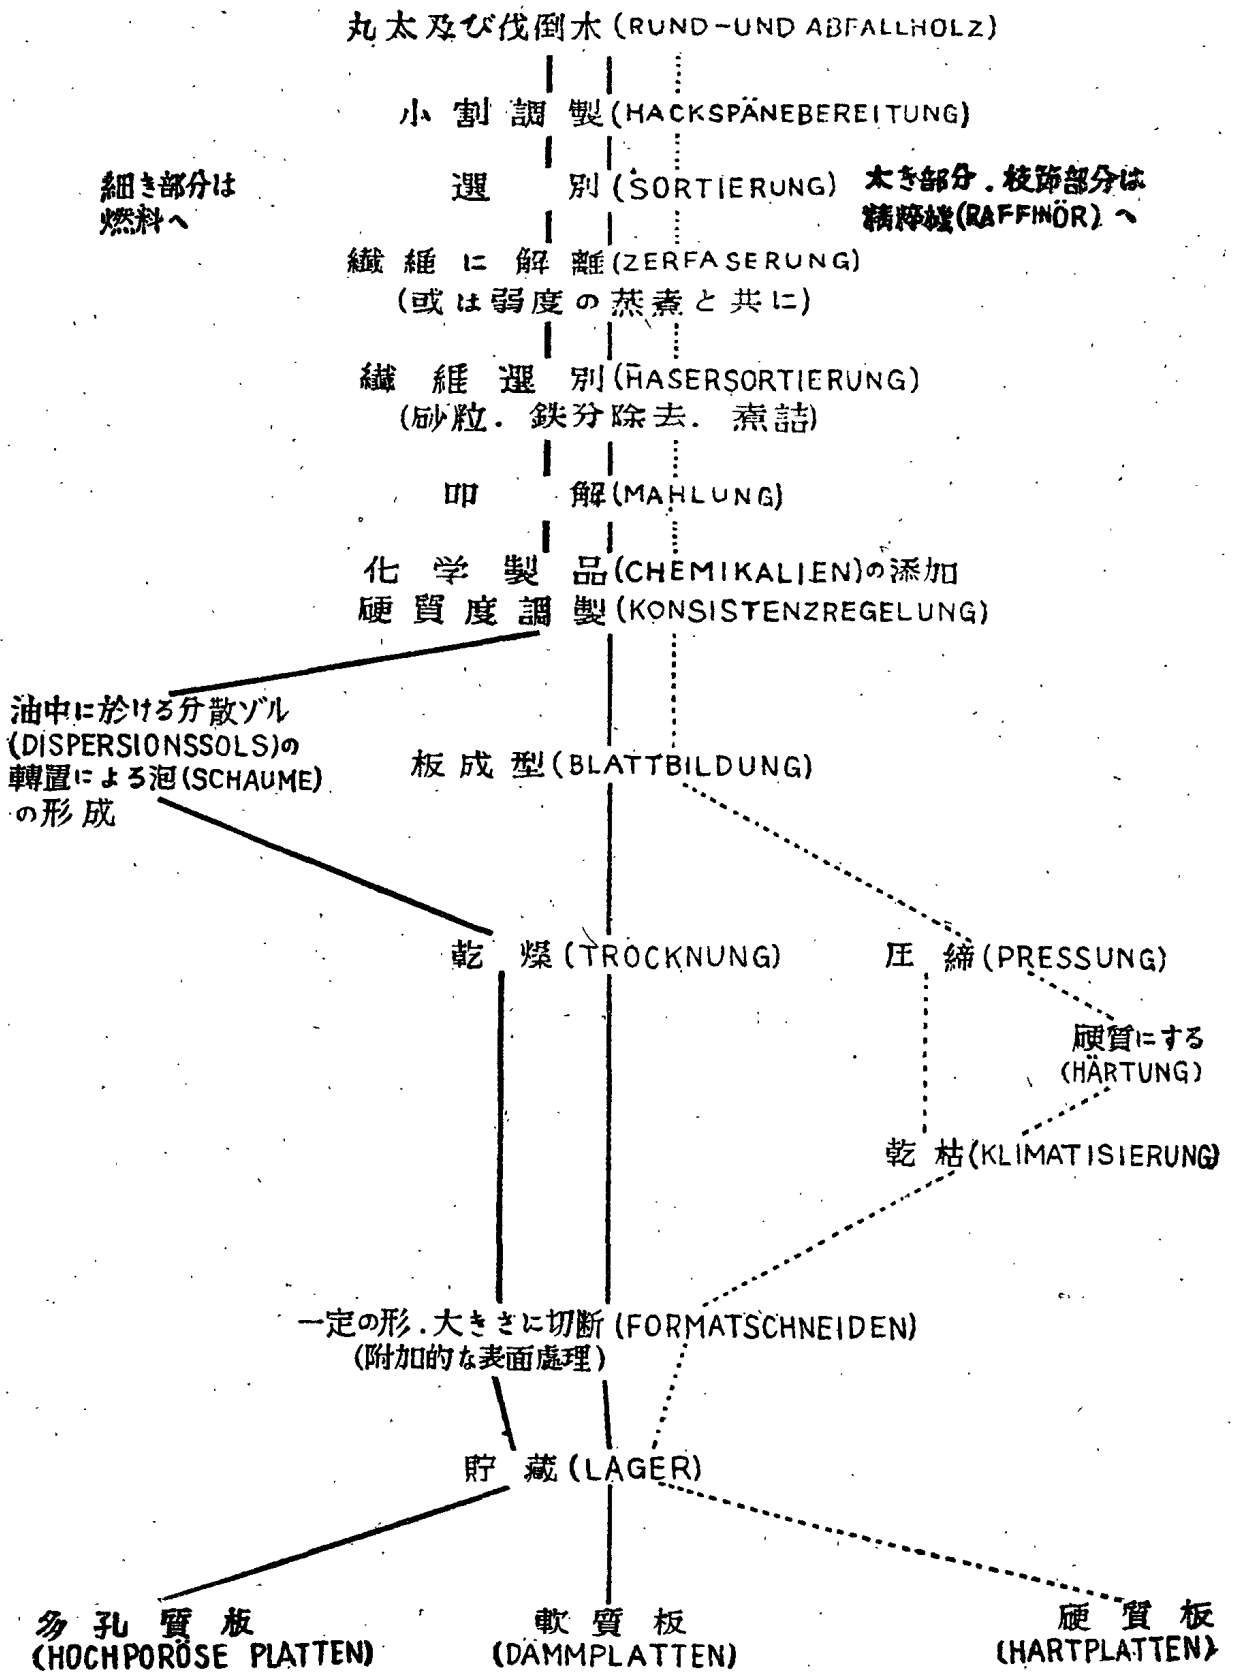 丸太及び伐倒木(RUND-UND ABFALLHOLZ)
小割調製(HACKSPÄNEBEREITUNG)
細き部分は
燃料へ
選別(SORTIERUNG)
太き部分.枝節部分は
精粹機(RAFFINÖR)へ
繊維に解離(ZERFASERUNG)
(或は弱度の蒸煮と共に)
繊維選別(HASERSORTIERUNG)
(砂粒.鉄分除去.煮詰)
叩解(MAHLUNG)
化学製品(CHEMIKALIEN)の添加
硬質度調製(KONSISTENZREGELUNG)
油中に於ける分散ゾル
(DISPERSIONSSOLS)の
轉置による泡(SCHAUME)
の形成
板成型(BLATTBILDUNG)
乾燥(TROCKNUNG)
圧締(PRESSUNG)
硬質にする
(HÄRTUNG)
乾枯(KLIMATISIERUNG)
一定の形.大きさに切断(FORMATSCHNEIDEN)
(附加的な表面處理)
貯蔵(LAGER)
多孔質板
(HOCHPORÖSE PLATTEN)
軟質板
(DÄMMPLATTEN)
硬質板
(HARTPLATTEN)